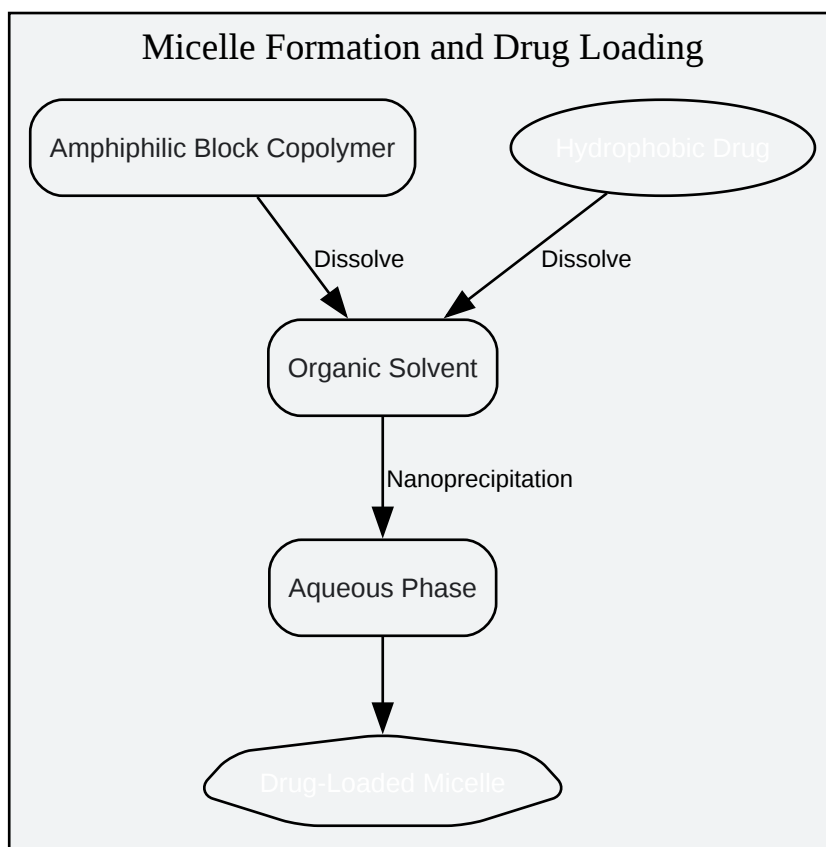 Micelle Formation and Drug Loading
Amphiphilic Block Copolymer
Hydrophobic Drug
Dissolve
Dissolve
Organic Solvent
Nanoprecipitation
Aqueous Phase
Drug-Loaded Micelle